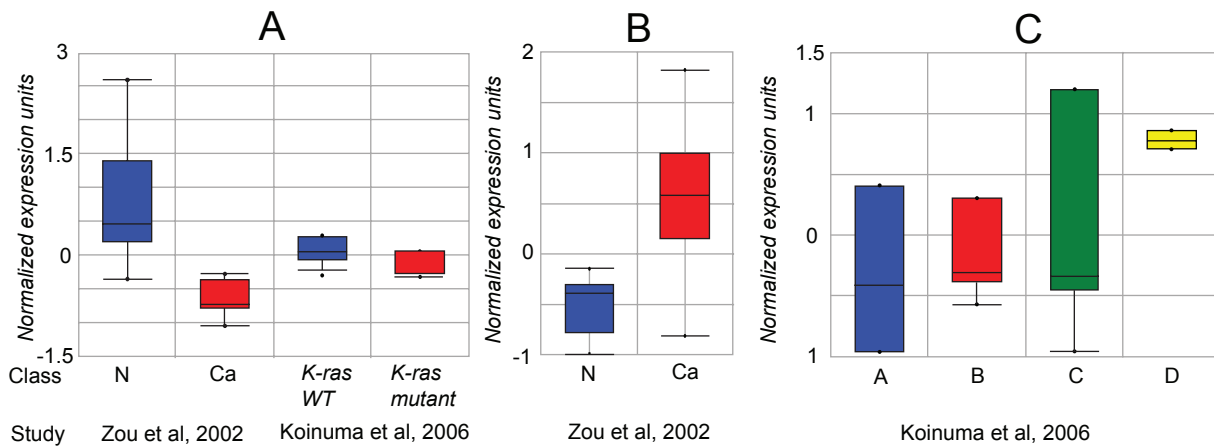 A
B
C
Normalized expression units
3
1.5
0
-1.5
Normalized expression units
2
1
0
-1
Normalized expression units
1.5
1
0
1
Class
N
Ca
K-ras
WT
K-ras
mutant
N
Ca
A
B
C
D
Study
Zou et al, 2002
Koinuma et al, 2006
Zou et al, 2002
Koinuma et al, 2006